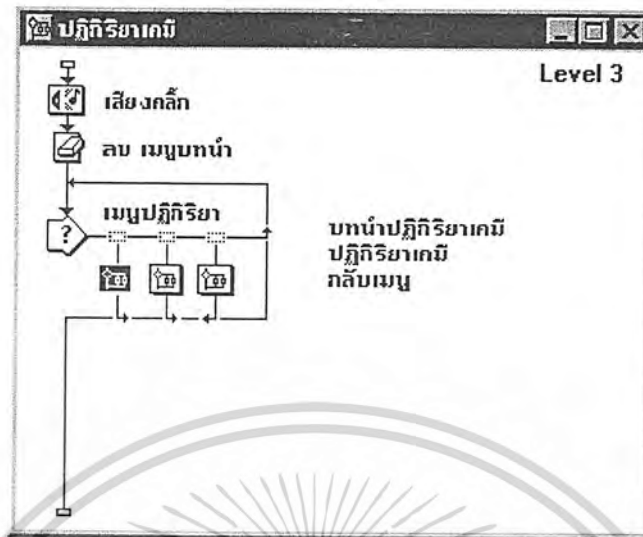 ปฏิกิริยาเคมี
Level 3
เสียงคลิ๊ก
ลบ เมนูบทนำ
เมนูปฏิกิริยา
?
บทนำปฏิกิริยาเคมี
ปฏิกิริยาเคมี
กลับเมนู